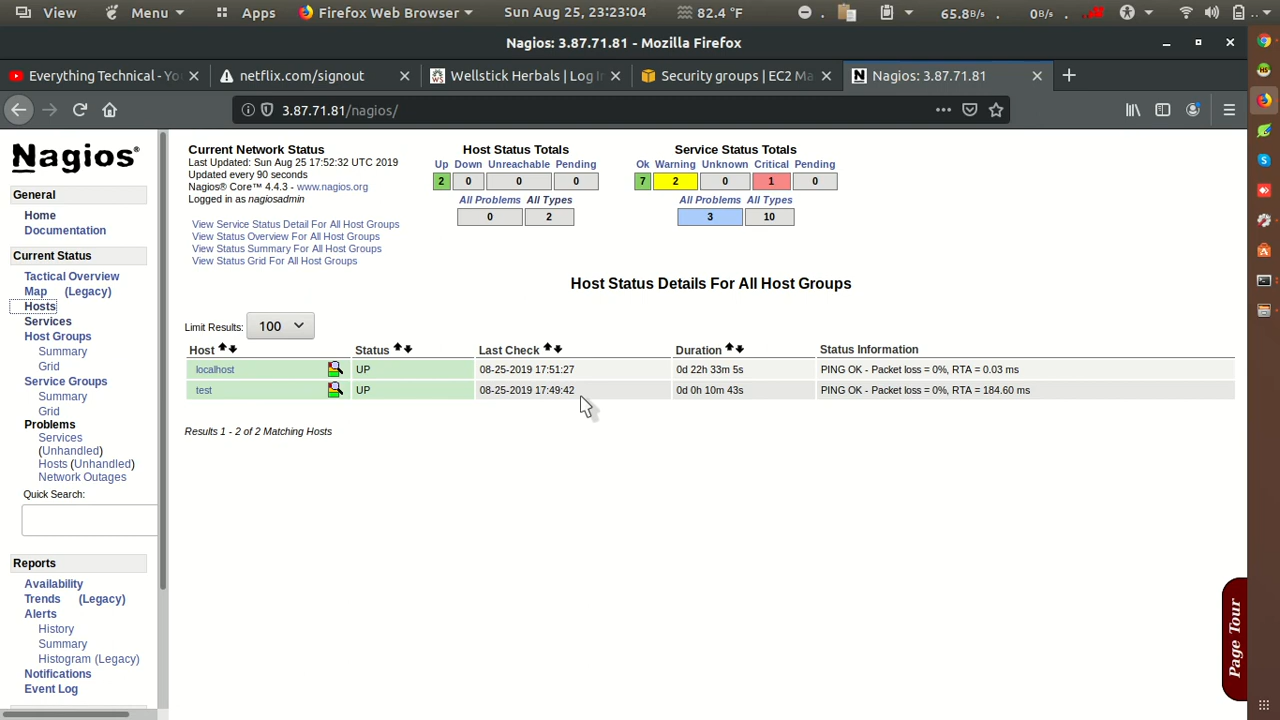 View Menu Apps Firefox Web Browser Sun Aug 25, 23:23:04 82.4 °F 65.8B/s 0B/s
Nagios: 3.87.71.81 - Mozilla Firefox
Everything Technical - Yo netflix.com/signout Wellstick Herbals | Log I Security groups | EC2 Ma Nagios: 3.87.71.81
3.87.71.81/nagios/
Nagios®
General
Home
Documentation
Current Status
Tactical Overview
Map (Legacy)
Hosts
Services
Host Groups
Summary
Grid
Service Groups
Summary
Grid
Problems
Services
(Unhandled)
Hosts (Unhandled)
Network Outages
Quick Search:
Reports
Availability
Trends (Legacy)
Alerts
History
Summary
Histogram (Legacy)
Notifications
Event Log
Current Network Status
Last Updated: Sun Aug 25 17:52:32 UTC 2019
Updated every 90 seconds
Nagios® Core™ 4.4.3 - www.nagios.org
Logged in as nagiosadmin
View Service Status Detail For All Host Groups
View Status Overview For All Host Groups
View Status Summary For All Host Groups
View Status Grid For All Host Groups
Host Status Totals
Up Down Unreachable Pending
2 0 0 0
All Problems All Types
0 2
Service Status Totals
Ok Warning Unknown Critical Pending
7 2 0 1 0
All Problems All Types
3 10
Host Status Details For All Host Groups
Limit Results: 100
Host Status Last Check Duration Status Information
localhost UP 08-25-2019 17:51:27 0d 22h 33m 5s PING OK - Packet loss = 0%, RTA = 0.03 ms
test UP 08-25-2019 17:49:42 0d 0h 10m 43s PING OK - Packet loss = 0%, RTA = 184.60 ms
Results 1 - 2 of 2 Matching Hosts
Page Tour